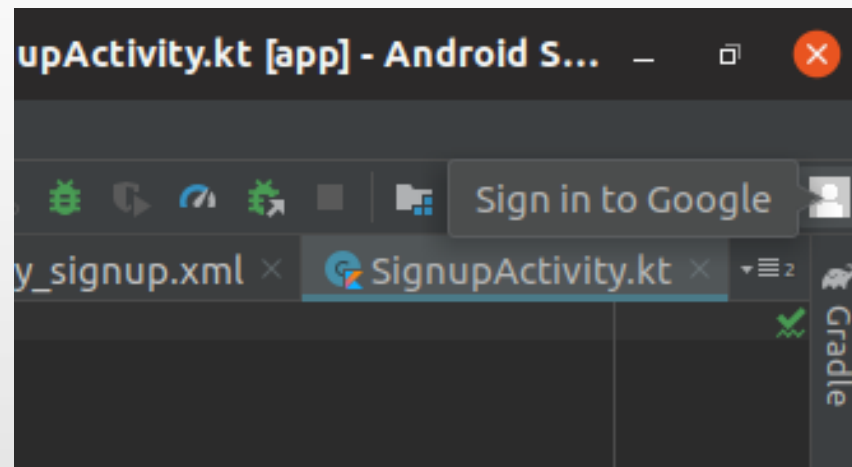 upActivity.kt [app] - Android S...
Sign in to Google
y_signup.xml SignupActivity.kt 2
Gradle